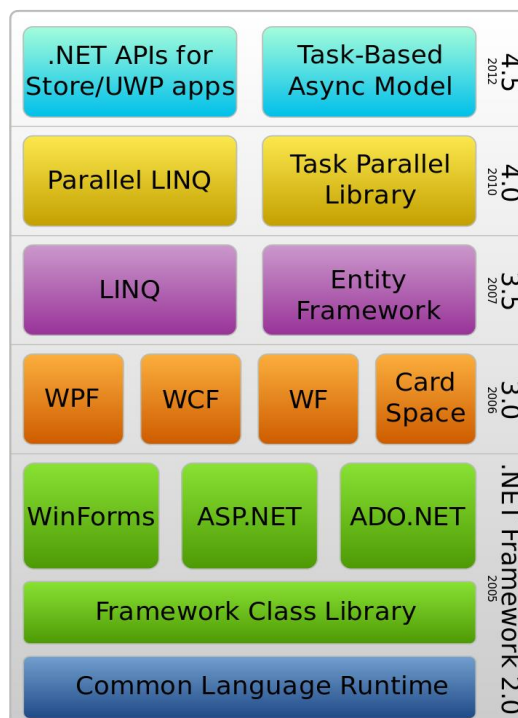 .NET APIs for
Store/UWP apps
Task-Based
Async Model
4.5
2012
Parallel LINQ
Task Parallel
Library
4.0
2010
LINQ
Entity
Framework
3.5
2007
WPF
WCF
WF
Card
Space
3.0
2006
WinForms
ASP.NET
ADO.NET
Framework Class Library
Common Language Runtime
.NET Framework 2.0
2005